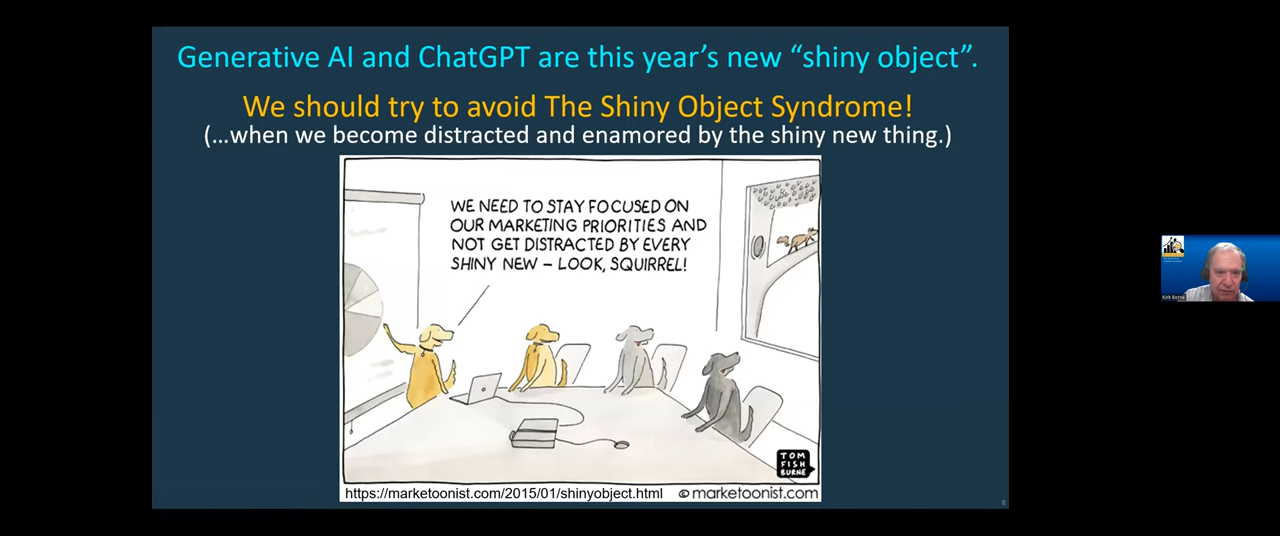 Generative AI and ChatGPT are this year's new “shiny object”.
We should try to avoid The Shiny Object Syndrome!
(…when we become distracted and enamored by the shiny new thing.)
WE NEED TO STAY FOCUSED ON
OUR MARKETING PRIORITIES AND
NOT GET DISTRACTED BY EVERY
SHINY NEW – LOOK, SQUIRREL!
TOM
FISH
BURNE
https://marketoonist.com/2015/01/shinyobject.html
© marketoonist.com
8
Kirk Borne